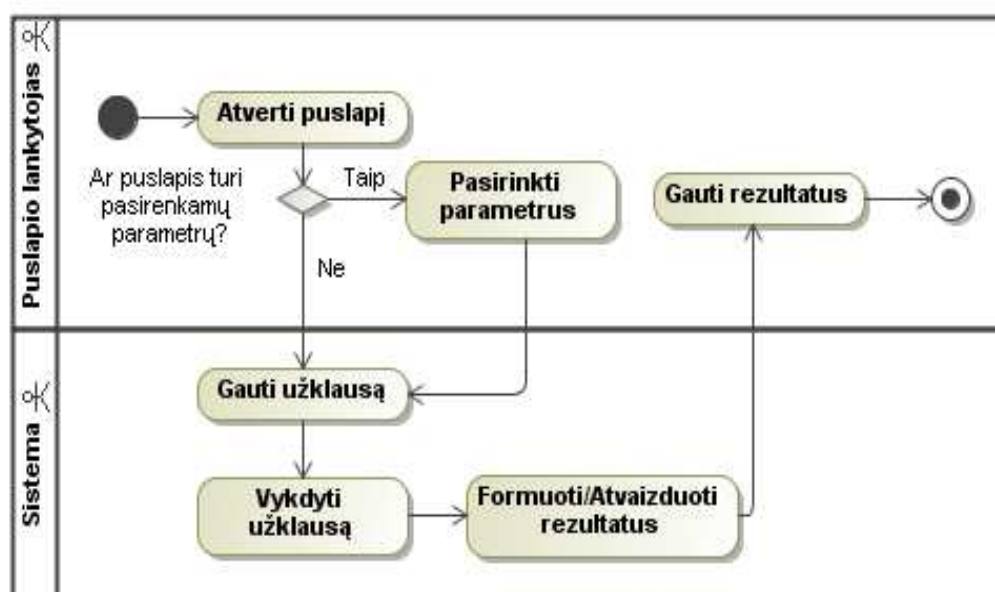 Puslapio lankytojas
Atverti puslapį
Ar puslapis turi
pasirenkamų
parametrų?
Taip
Pasirinkti
parametrus
Gauti rezultatus
Ne
Sistema
Gauti užklausą
Vykdyti
užklausą
Formuoti/Atvaizduoti
rezultatus